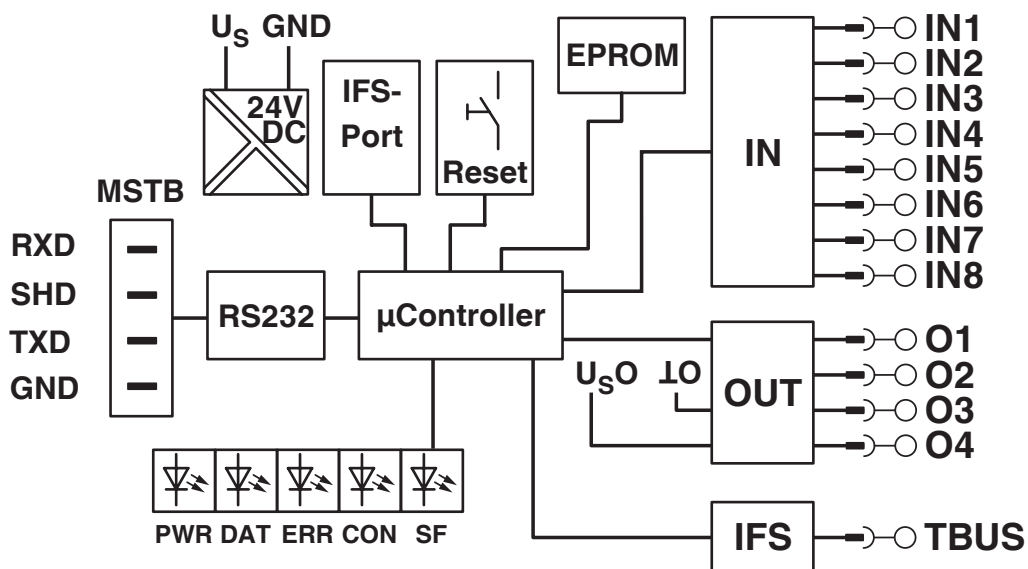 US GND
24V
DC
IFS-
Port
Reset
EPROM
IN
IN1
IN2
IN3
IN4
IN5
IN6
IN7
IN8
MSTB
RXD
SHD
TXD
GND
RS232
µController
USO ⊥O
OUT
O1
O2
O3
O4
PWR DAT ERR CON SF
IFS
TBUS